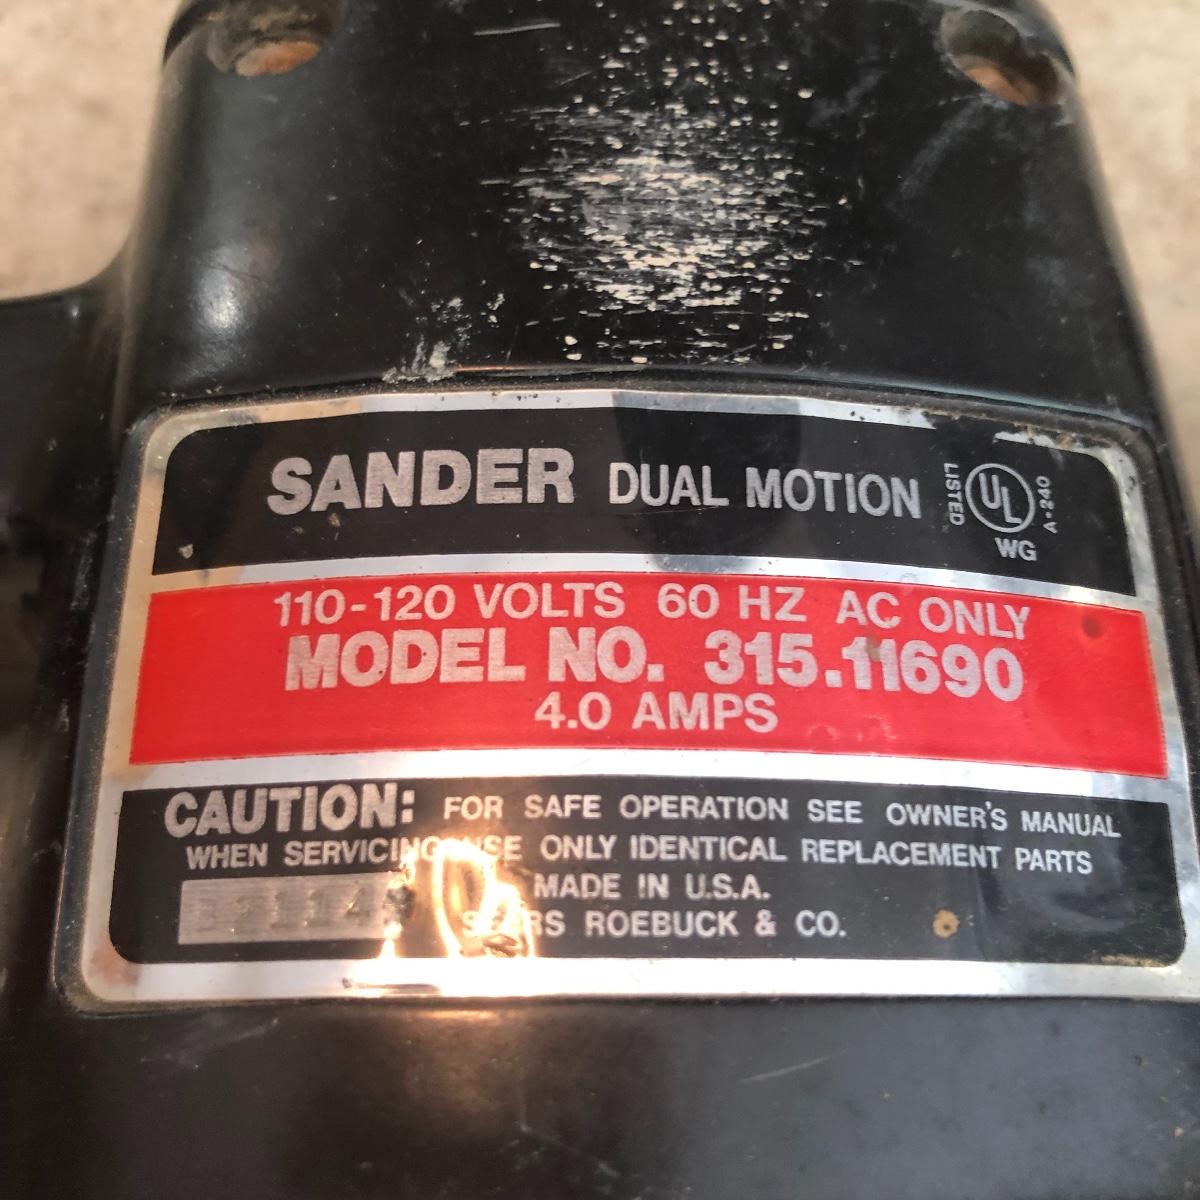 SANDER DUAL MOTION
LISTED
UL
A-240
WG
110-120 VOLTS 60 HZ AC ONLY
MODEL NO. 315.11690
4.0 AMPS
CAUTION: FOR SAFE OPERATION SEE OWNER'S MANUAL
WHEN SERVICING USE ONLY IDENTICAL REPLACEMENT PARTS
MADE IN U.S.A.
SEARS ROEBUCK & CO.